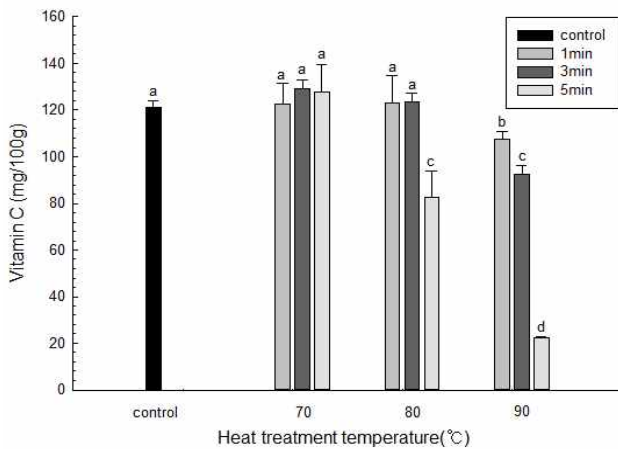 160
140
120
100
80
60
40
20
0
Vitamin C (mg/100g)
control
1min
3min
5min
a
a
a
a
a
a
c
b
c
d
control
70
80
90
Heat treatment temperature(℃)